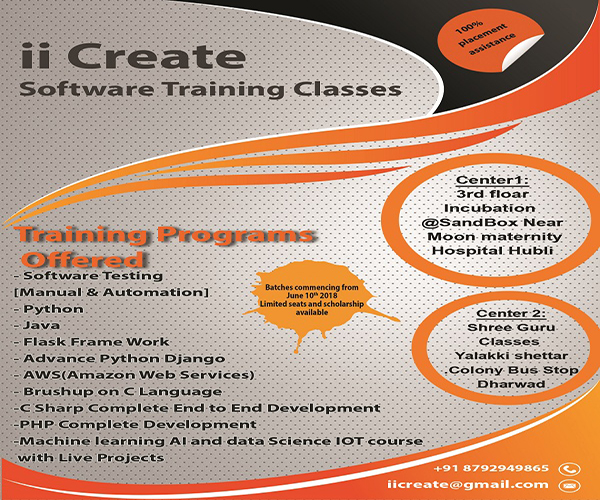 ii Create
Software Training Classes
100%
placement
assistance
Center1:
3rd floar
Incubation
@SandBox Near
Moon maternity
Hospital Hubli
Training Programs
Offered
- Software Testing
[Manual & Automation]
- Python
- Java
- Flask Frame Work
- Advance Python Django
- AWS(Amazon Web Services)
- Brushup on C Language
-C Sharp Complete End to End Development
-PHP Complete Development
-Machine learning AI and data Science IOT course
with Live Projects
Batches commencing from
June 10th 2018
Limited seats and scholarship
available
Center 2:
Shree Guru
Classes
Yalakki shettar
.Colony Bus Stop
Dharwad
+91 8792949865
iicreate@gmail.com